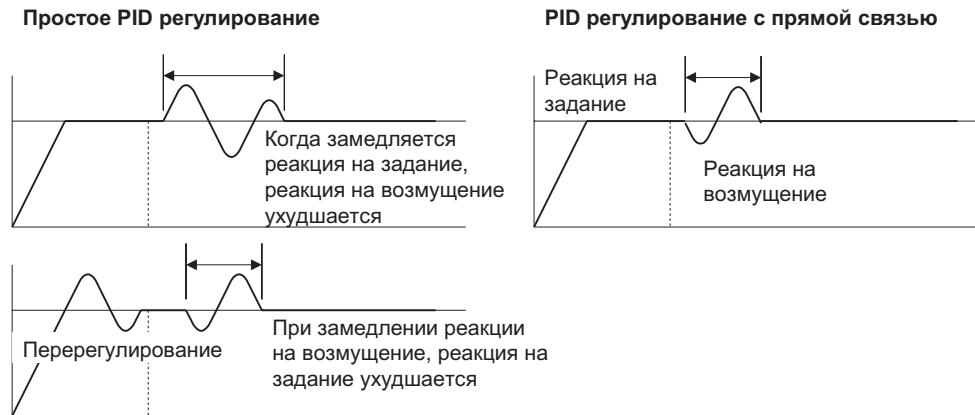 Простое PID регулирование
Когда замедляется
реакция на задание,
реакция на возмущение
ухудшается
Перерегулирование
При замедлении реакции
на возмущение, реакция на
задание ухудшается
PID регулирование с прямой связью
Реакция на
задание
Реакция на
возмущение